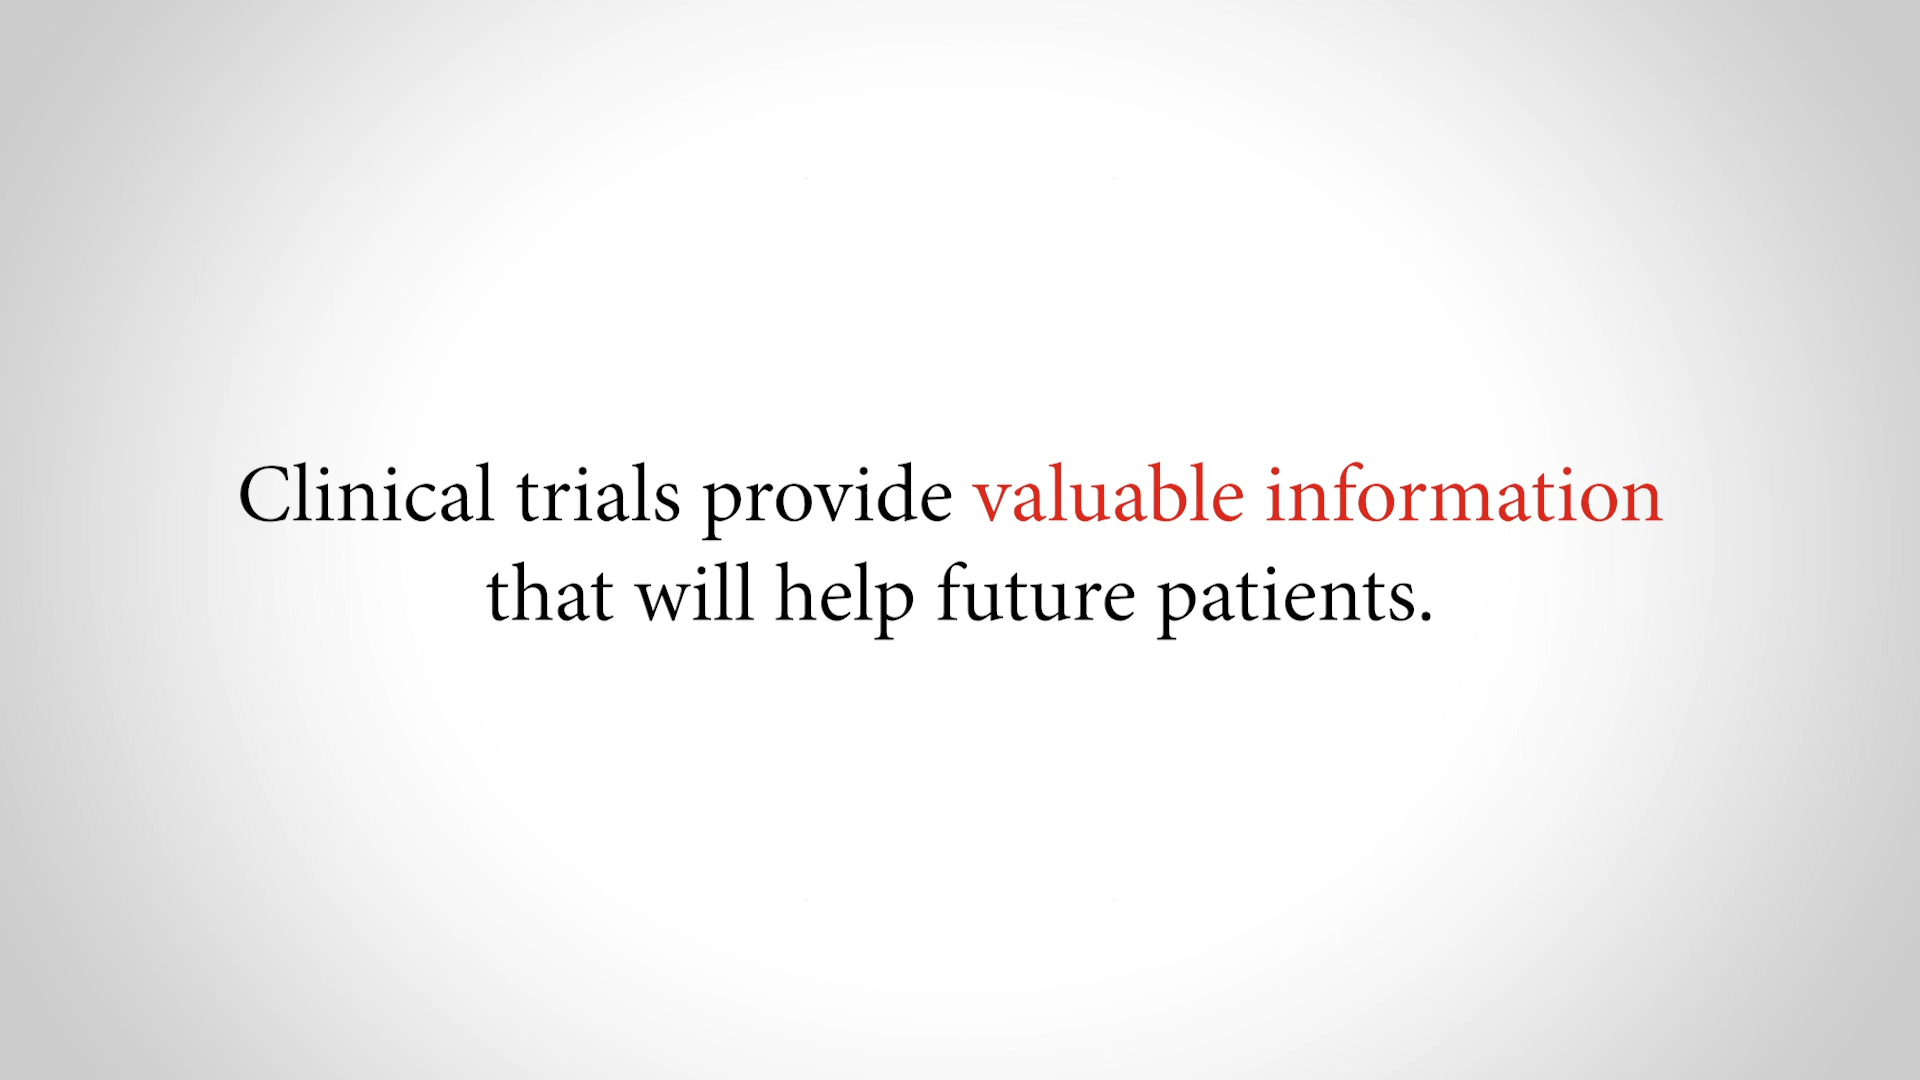 Clinical trials provide valuable information
that will help future patients.